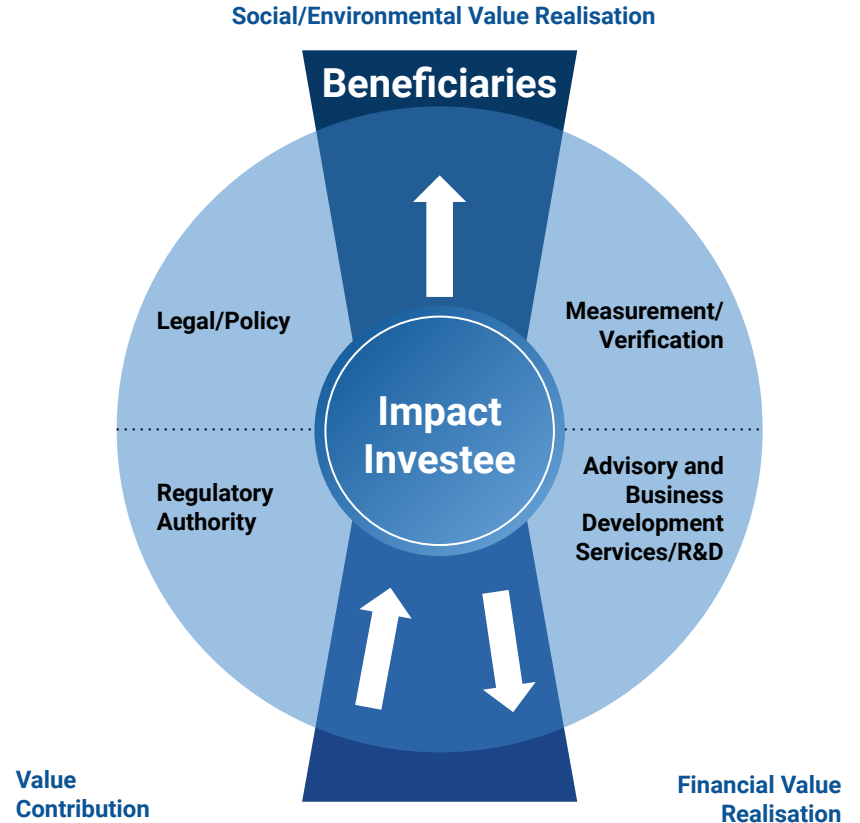 Social/Environmental Value Realisation
Beneficiaries
Legal/Policy
Measurement/
Verification
Impact
Investee
Regulatory
Authority
Advisory and
Business
Development
Services/R&D
Value
Contribution
Financial Value
Realisation